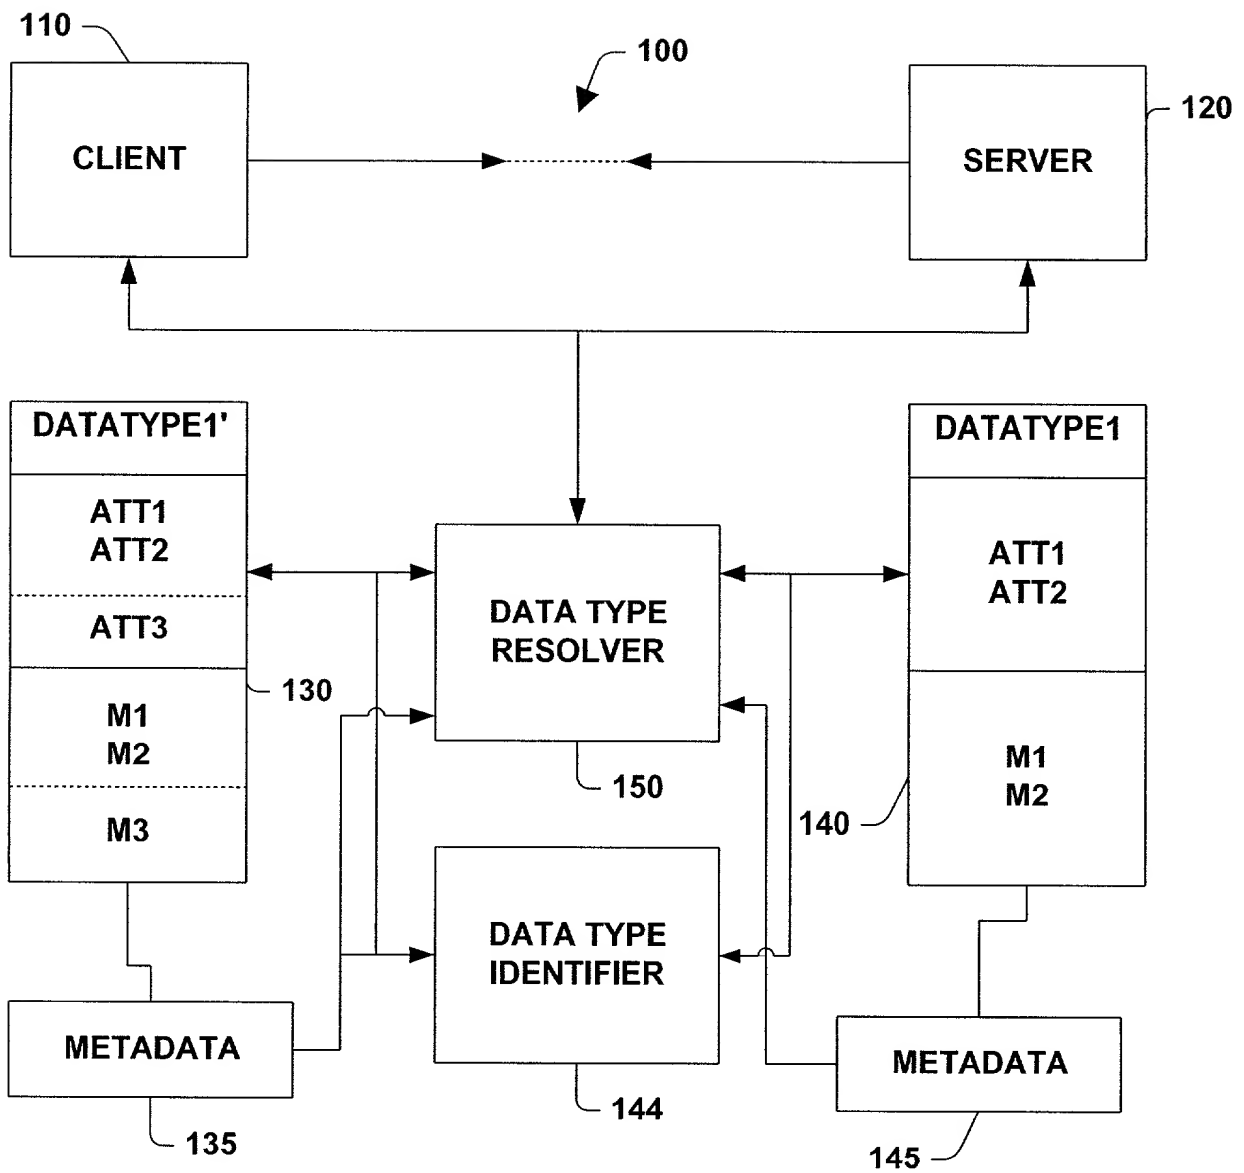 110
100
120
CLIENT
SERVER
DATATYPE1'
DATATYPE1
ATT1
ATT2
ATT3
ATT1
ATT2
DATA TYPE
RESOLVER
130
M1
M2
M3
150
140
M1
M2
DATA TYPE
IDENTIFIER
METADATA
METADATA
144
135
145